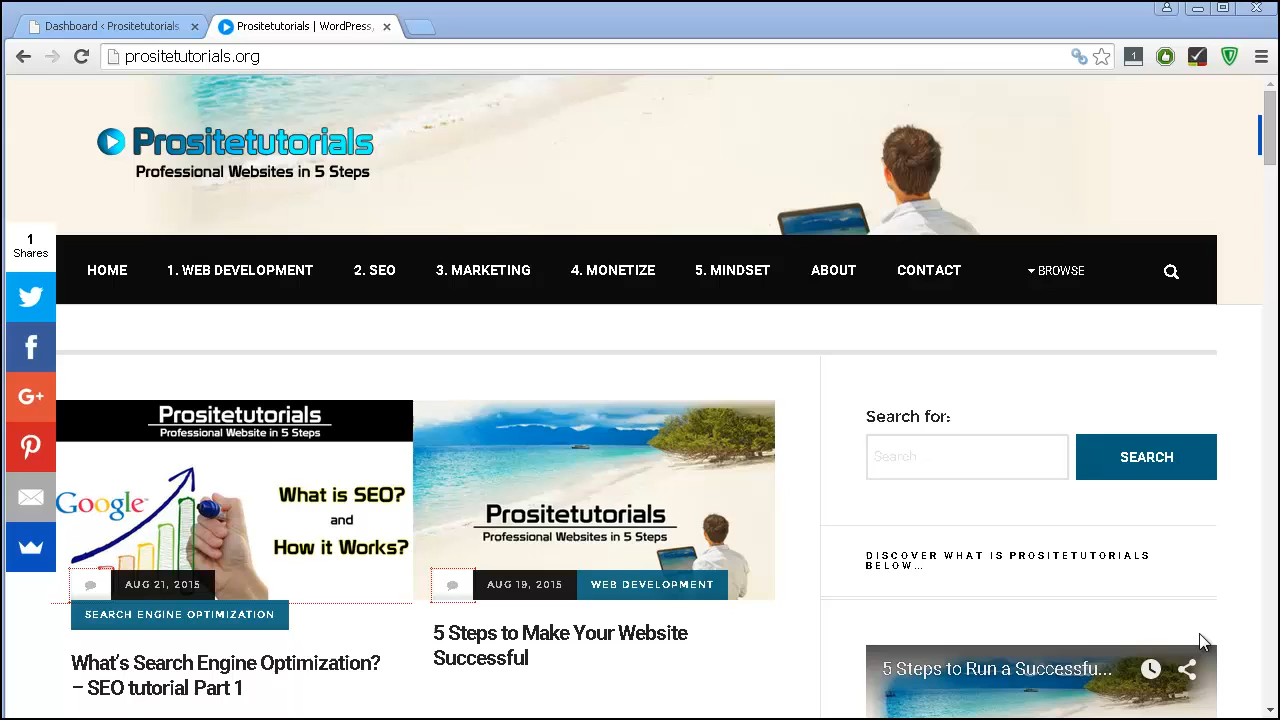 Dashboard ‹ Prositetutorials
Prositetutorials | WordPress,
prositetutorials.org
1
Prositetutorials
Professional Websites in 5 Steps
1
Shares
HOME
1. WEB DEVELOPMENT
2. SEO
3. MARKETING
4. MONETIZE
5. MINDSET
ABOUT
CONTACT
BROWSE
G+
Prositetutorials
Professional Website in 5 Steps
Google
What is SEO?
and
How it Works?
AUG 21, 2015
SEARCH ENGINE OPTIMIZATION
What's Search Engine Optimization?
– SEO tutorial Part 1
Prositetutorials
Professional Websites in 5 Steps
AUG 19, 2015
WEB DEVELOPMENT
5 Steps to Make Your Website
Successful
Search for:
Search
SEARCH
DISCOVER WHAT IS PROSITETUTORIALS
BELOW...
5 Steps to Run a Successfu...